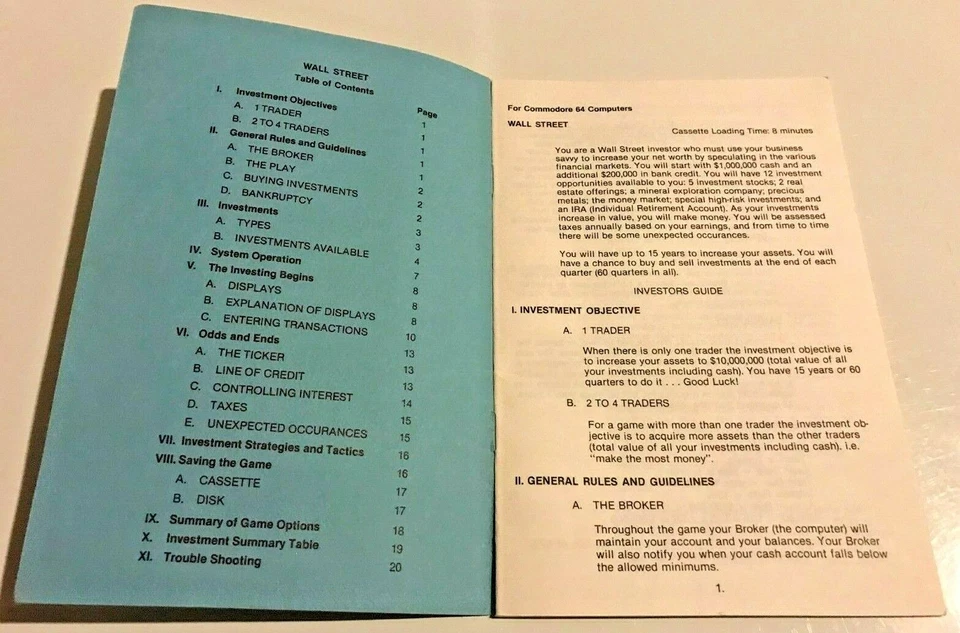 WALL STREET
Table of Contents
Page
I. Investment Objectives 1
A. 1 TRADER 1
B. 2 TO 4 TRADERS 1
II. General Rules and Guidelines 1
A. THE BROKER 1
B. THE PLAY 2
C. BUYING INVESTMENTS 2
D. BANKRUPTCY 2
III. Investments 3
A. TYPES 3
B. INVESTMENTS AVAILABLE 4
IV. System Operation 7
V. The Investing Begins 8
A. DISPLAYS 8
B. EXPLANATION OF DISPLAYS 8
C. ENTERING TRANSACTIONS 10
VI. Odds and Ends 13
A. THE TICKER 13
B. LINE OF CREDIT 13
C. CONTROLLING INTEREST 14
D. TAXES 15
E. UNEXPECTED OCCURANCES 15
VII. Investment Strategies and Tactics 16
VIII. Saving the Game 16
A. CASSETTE 17
B. DISK 17
IX. Summary of Game Options 18
X. Investment Summary Table 19
XI. Trouble Shooting 20
For Commodore 64 Computers
WALL STREET
Cassette Loading Time: 8 minutes
You are a Wall Street investor who must use your business
savvy to increase your net worth by speculating in the various
financial markets. You will start with $1,000,000 cash and an
additional $200,000 in bank credit. You will have 12 investment
opportunities available to you: 5 investment stocks; 2 real
estate offerings; a mineral exploration company; precious
metals; the money market; special high-risk investments; and
an IRA (Individual Retirement Account). As your investments
increase in value, you will make money. You will be assessed
taxes annually based on your earnings, and from time to time
there will be some unexpected occurances.
You will have up to 15 years to increase your assets. You will
have a chance to buy and sell investments at the end of each
quarter (60 quarters in all).
INVESTORS GUIDE
I. INVESTMENT OBJECTIVE
A. 1 TRADER
When there is only one trader the investment objective is
to increase your assets to $10,000,000 (total value of all
your investments including cash). You have 15 years or 60
quarters to do it . . . Good Luck!
B. 2 TO 4 TRADERS
For a game with more than one trader the investment ob-
jective is to acquire more assets than the other traders
(total value of all your investments including cash). i.e.
"make the most money".
II. GENERAL RULES AND GUIDELINES
A. THE BROKER
Throughout the game your Broker (the computer) will
maintain your account and your balances. Your Broker
will also notify you when your cash account falls below
the allowed minimums.
1.